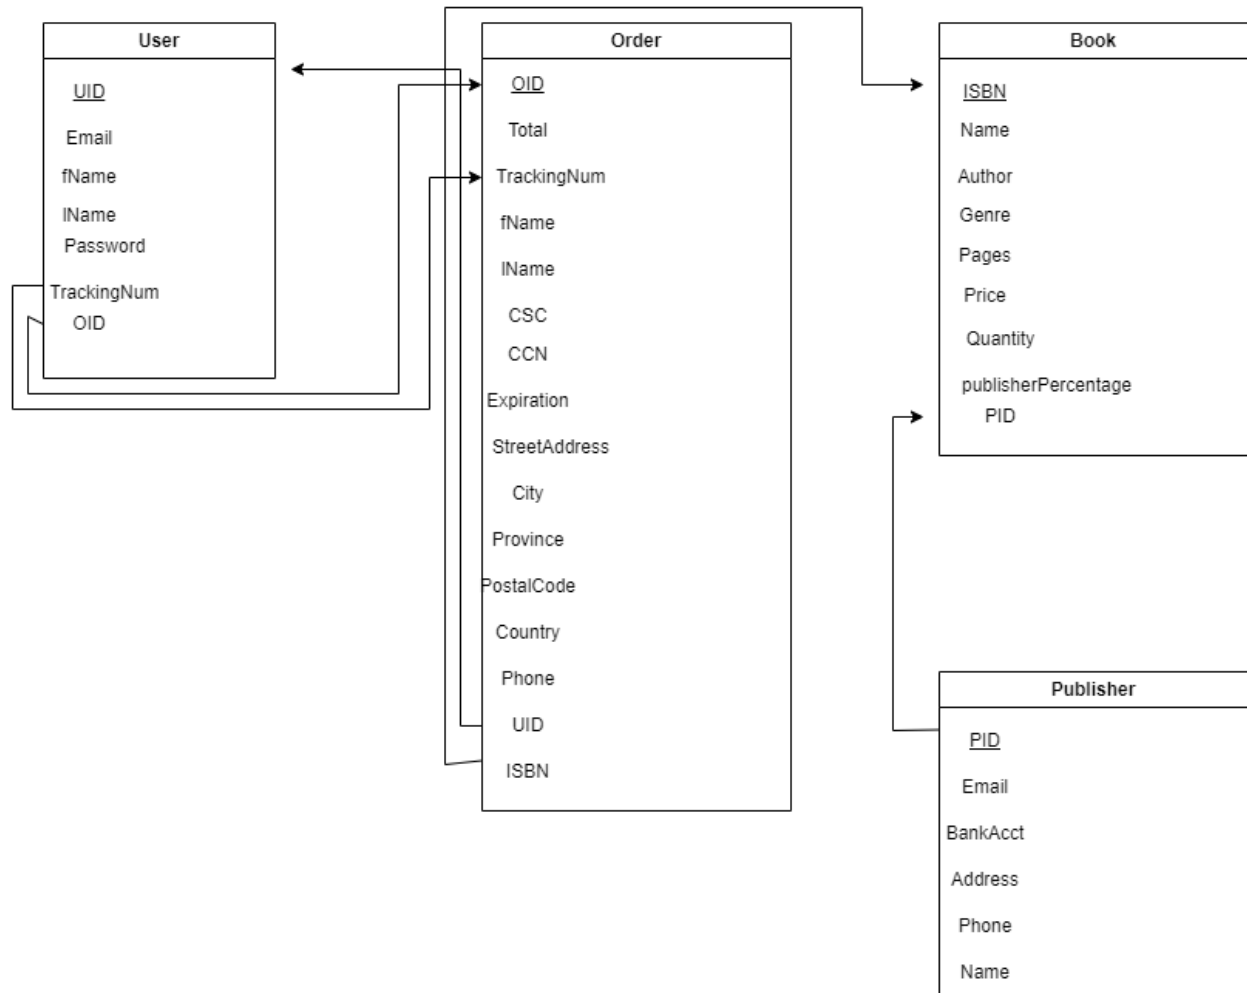 User
UID
Email
fName
lName
Password
TrackingNum
OID
Order
OID
Total
TrackingNum
fName
lName
CSC
CCN
Expiration
StreetAddress
City
Province
PostalCode
Country
Phone
UID
ISBN
Book
ISBN
Name
Author
Genre
Pages
Price
Quantity
publisherPercentage
PID
Publisher
PID
Email
BankAcct
Address
Phone
Name